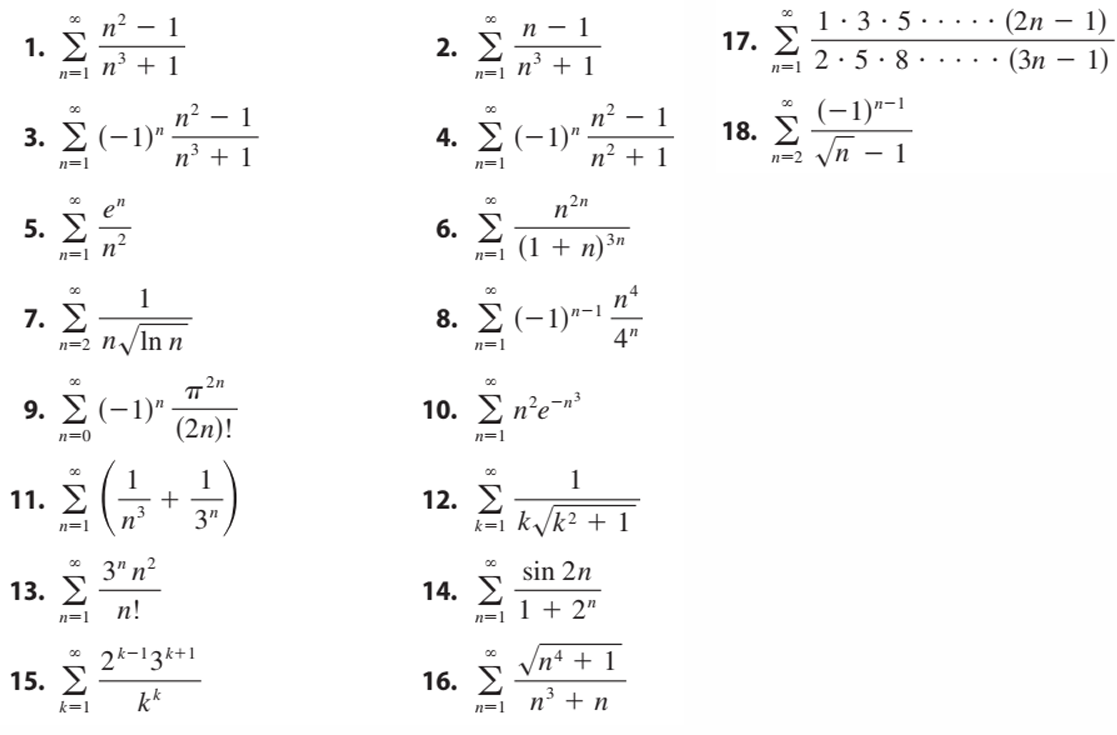 1. \sum_{n=1}^{\infty} \frac{n^2 - 1}{n^3 + 1}
2. \sum_{n=1}^{\infty} \frac{n - 1}{n^3 + 1}
3. \sum_{n=1}^{\infty} (-1)^n \frac{n^2 - 1}{n^3 + 1}
4. \sum_{n=1}^{\infty} (-1)^n \frac{n^2 - 1}{n^2 + 1}
5. \sum_{n=1}^{\infty} \frac{e^n}{n^2}
6. \sum_{n=1}^{\infty} \frac{n^{2n}}{(1 + n)^{3n}}
7. \sum_{n=2}^{\infty} \frac{1}{n\sqrt{\ln n}}
8. \sum_{n=1}^{\infty} (-1)^{n-1} \frac{n^4}{4^n}
9. \sum_{n=0}^{\infty} (-1)^n \frac{\pi^{2n}}{(2n)!}
10. \sum_{n=1}^{\infty} n^2 e^{-n^3}
11. \sum_{n=1}^{\infty} \left( \frac{1}{n^3} + \frac{1}{3^n} \right)
12. \sum_{k=1}^{\infty} \frac{1}{k\sqrt{k^2 + 1}}
13. \sum_{n=1}^{\infty} \frac{3^n n^2}{n!}
14. \sum_{n=1}^{\infty} \frac{\sin 2n}{1 + 2^n}
15. \sum_{k=1}^{\infty} \frac{2^{k-1} 3^{k+1}}{k^k}
16. \sum_{n=1}^{\infty} \frac{\sqrt{n^4 + 1}}{n^3 + n}
17. \sum_{n=1}^{\infty} \frac{1 \cdot 3 \cdot 5 \cdot \cdots \cdot (2n - 1)}{2 \cdot 5 \cdot 8 \cdot \cdots \cdot (3n - 1)}
18. \sum_{n=2}^{\infty} \frac{(-1)^{n-1}}{\sqrt{n} - 1}